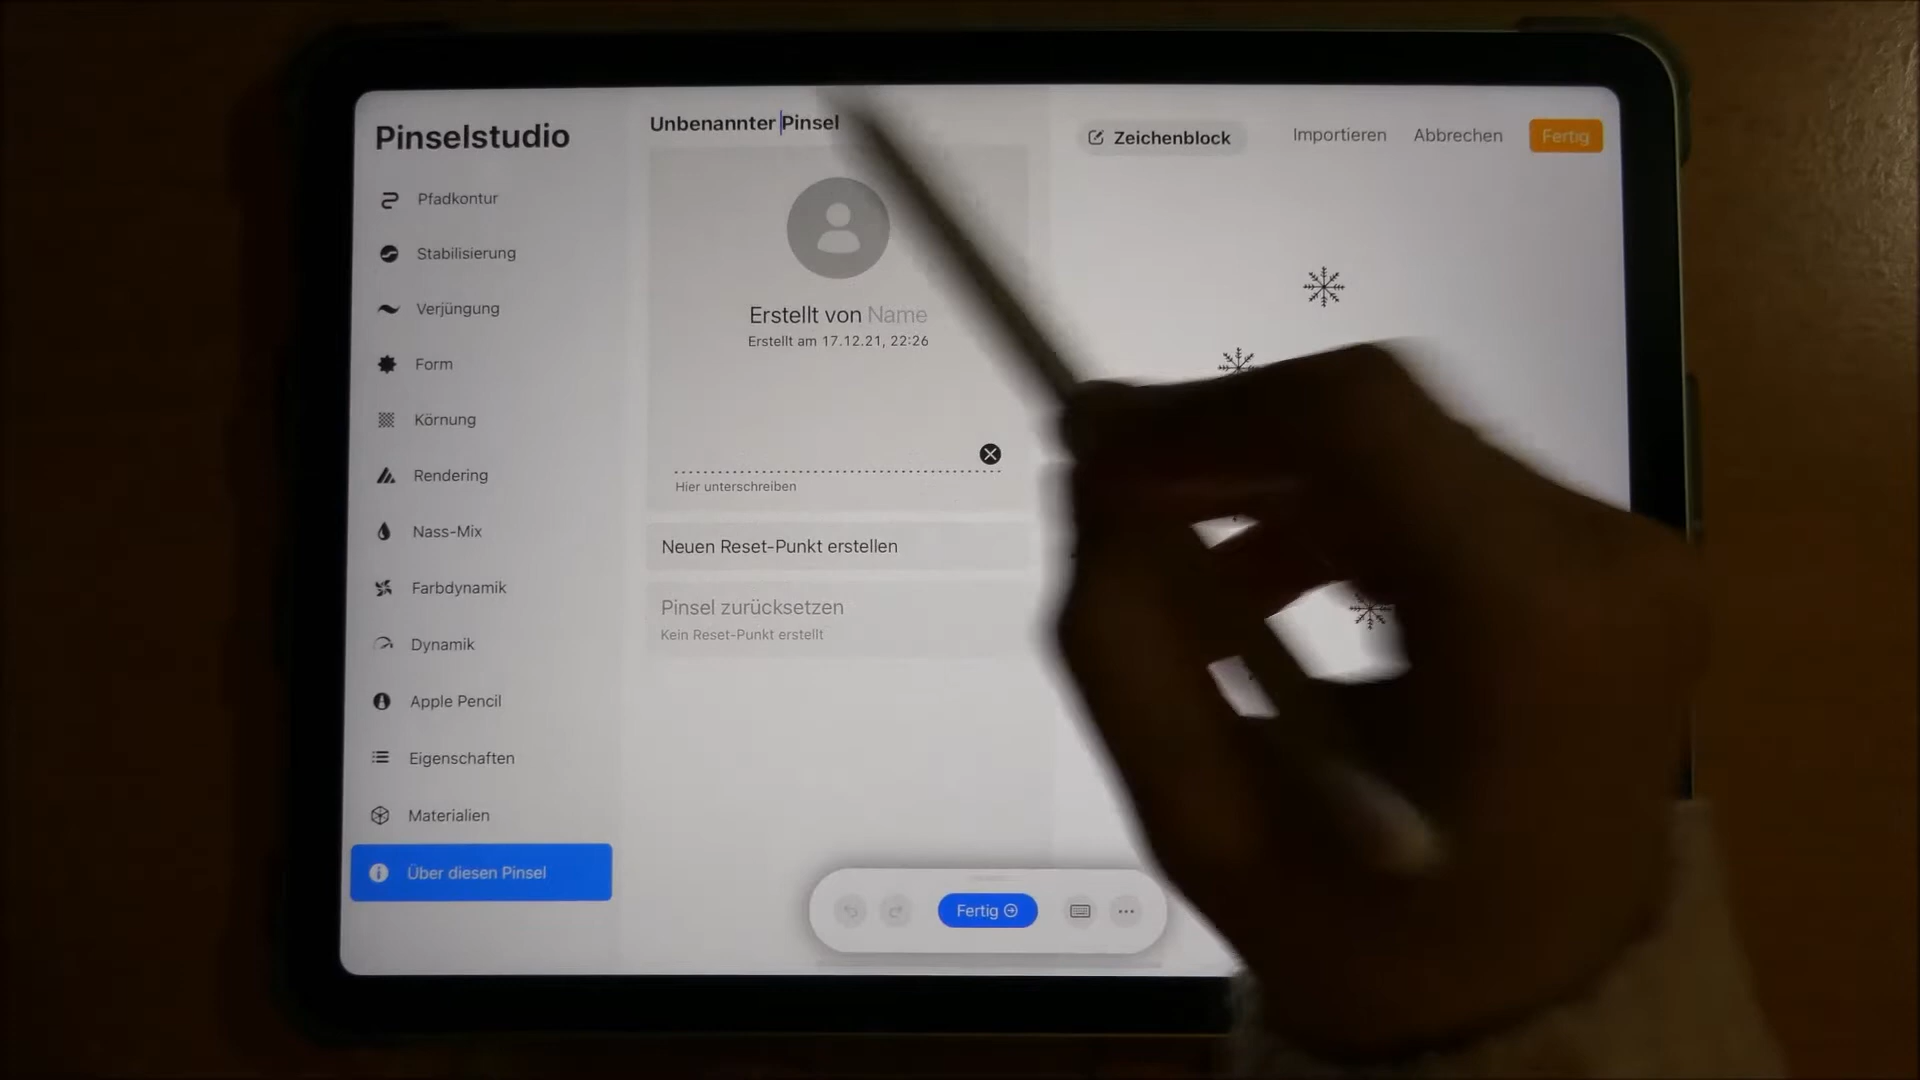 Pinselstudio
Pfadkontur
Stabilisierung
Verjüngung
Form
Körnung
Rendering
Nass-Mix
Farbdynamik
Dynamik
Apple Pencil
Eigenschaften
Materialien
Über diesen Pinsel
Unbenannter Pinsel
Erstellt von Name
Erstellt am 17.12.21, 22:26
Hier unterschreiben
Neuen Reset-Punkt erstellen
Pinsel zurücksetzen
Kein Reset-Punkt erstellt
Fertig
Zeichenblock
Importieren
Abbrechen
Fertig